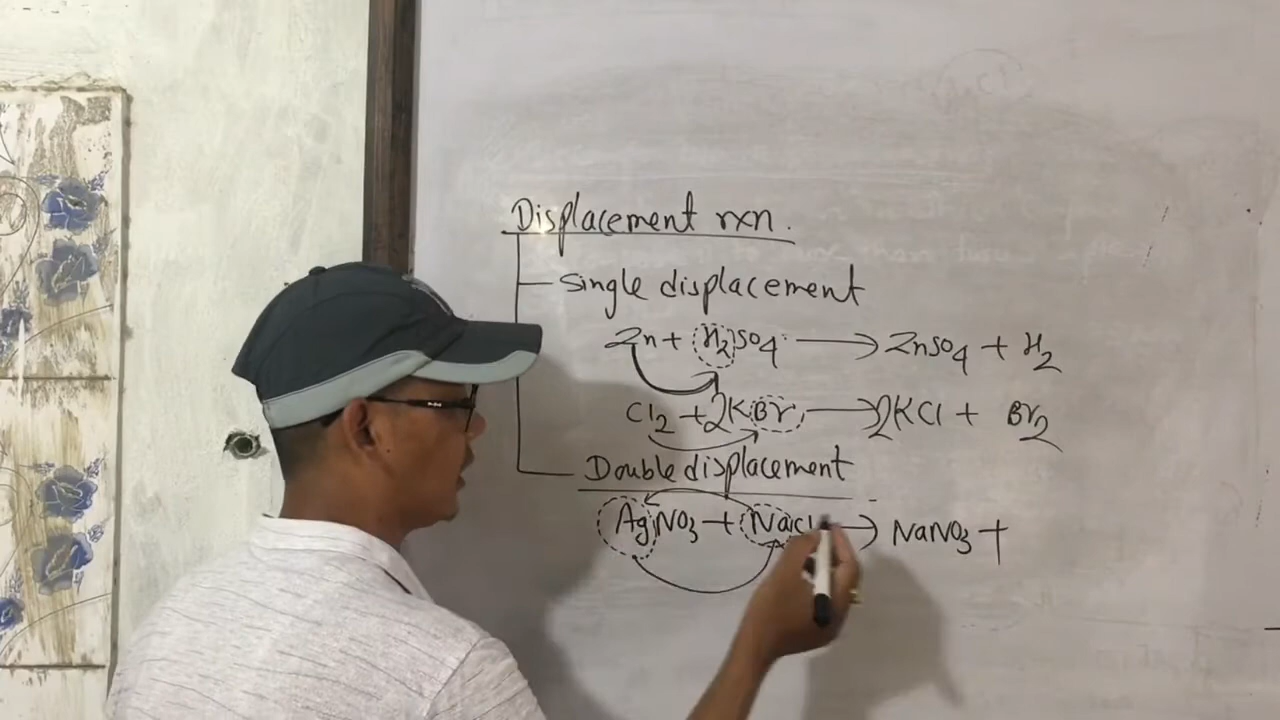 Displacement rxn.
Single displacement
Zn + H₂SO₄ → ZnSO₄ + H₂
Cl₂ + 2KBr → 2KCl + Br₂
Double displacement
AgNO₃ + NaCl → NaNO₃ +